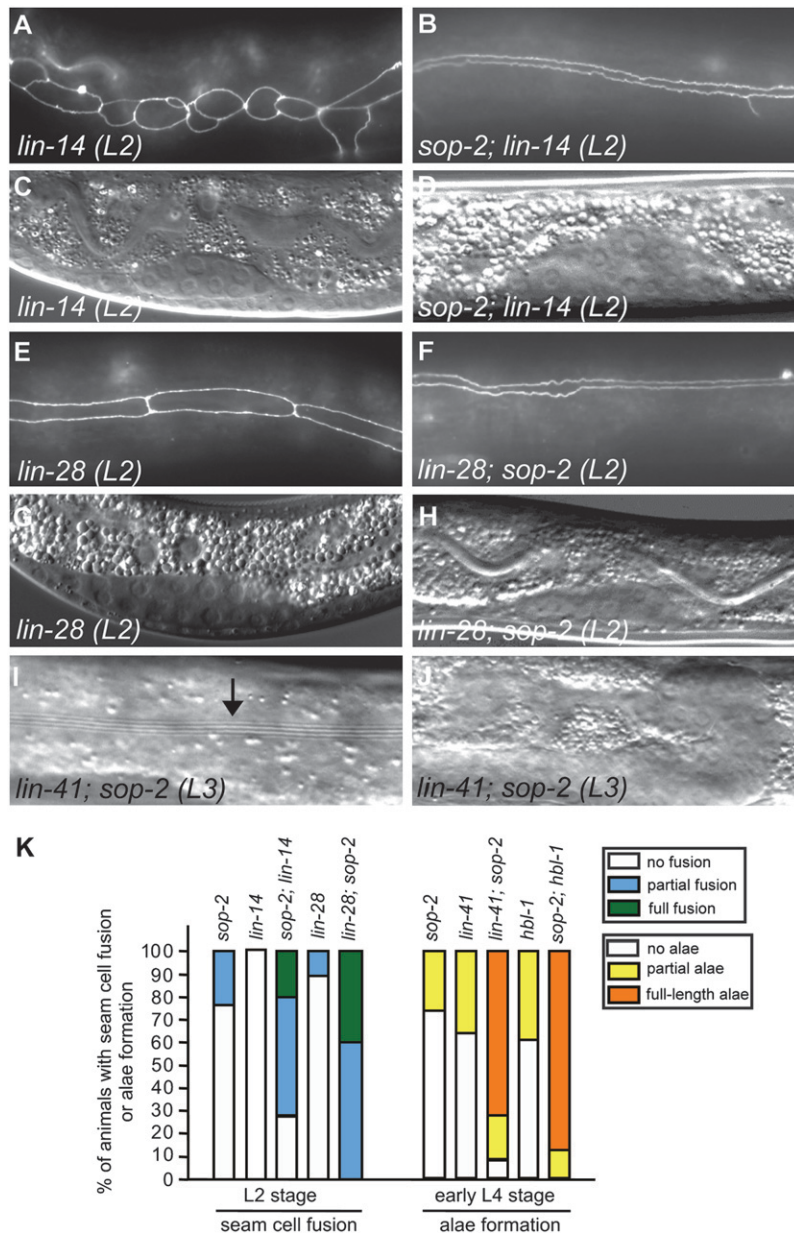 A
lin-14 (L2)
B
sop-2; lin-14 (L2)
C
lin-14 (L2)
D
sop-2; lin-14 (L2)
E
lin-28 (L2)
F
lin-28; sop-2 (L2)
G
lin-28 (L2)
H
lin-28; sop-2 (L2)
I
lin-41; sop-2 (L3)
J
lin-41; sop-2 (L3)
K
sop-2
lin-14
sop-2; lin-14
lin-28
lin-28; sop-2
sop-2
lin-41
lin-41; sop-2
hbl-1
sop-2; hbl-1
no fusion
partial fusion
full fusion
no alae
partial alae
full-length alae
% of animals with seam cell fusion
or alae formation
100
90
80
70
60
50
40
30
20
10
0
L2 stage
early L4 stage
seam cell fusion
alae formation